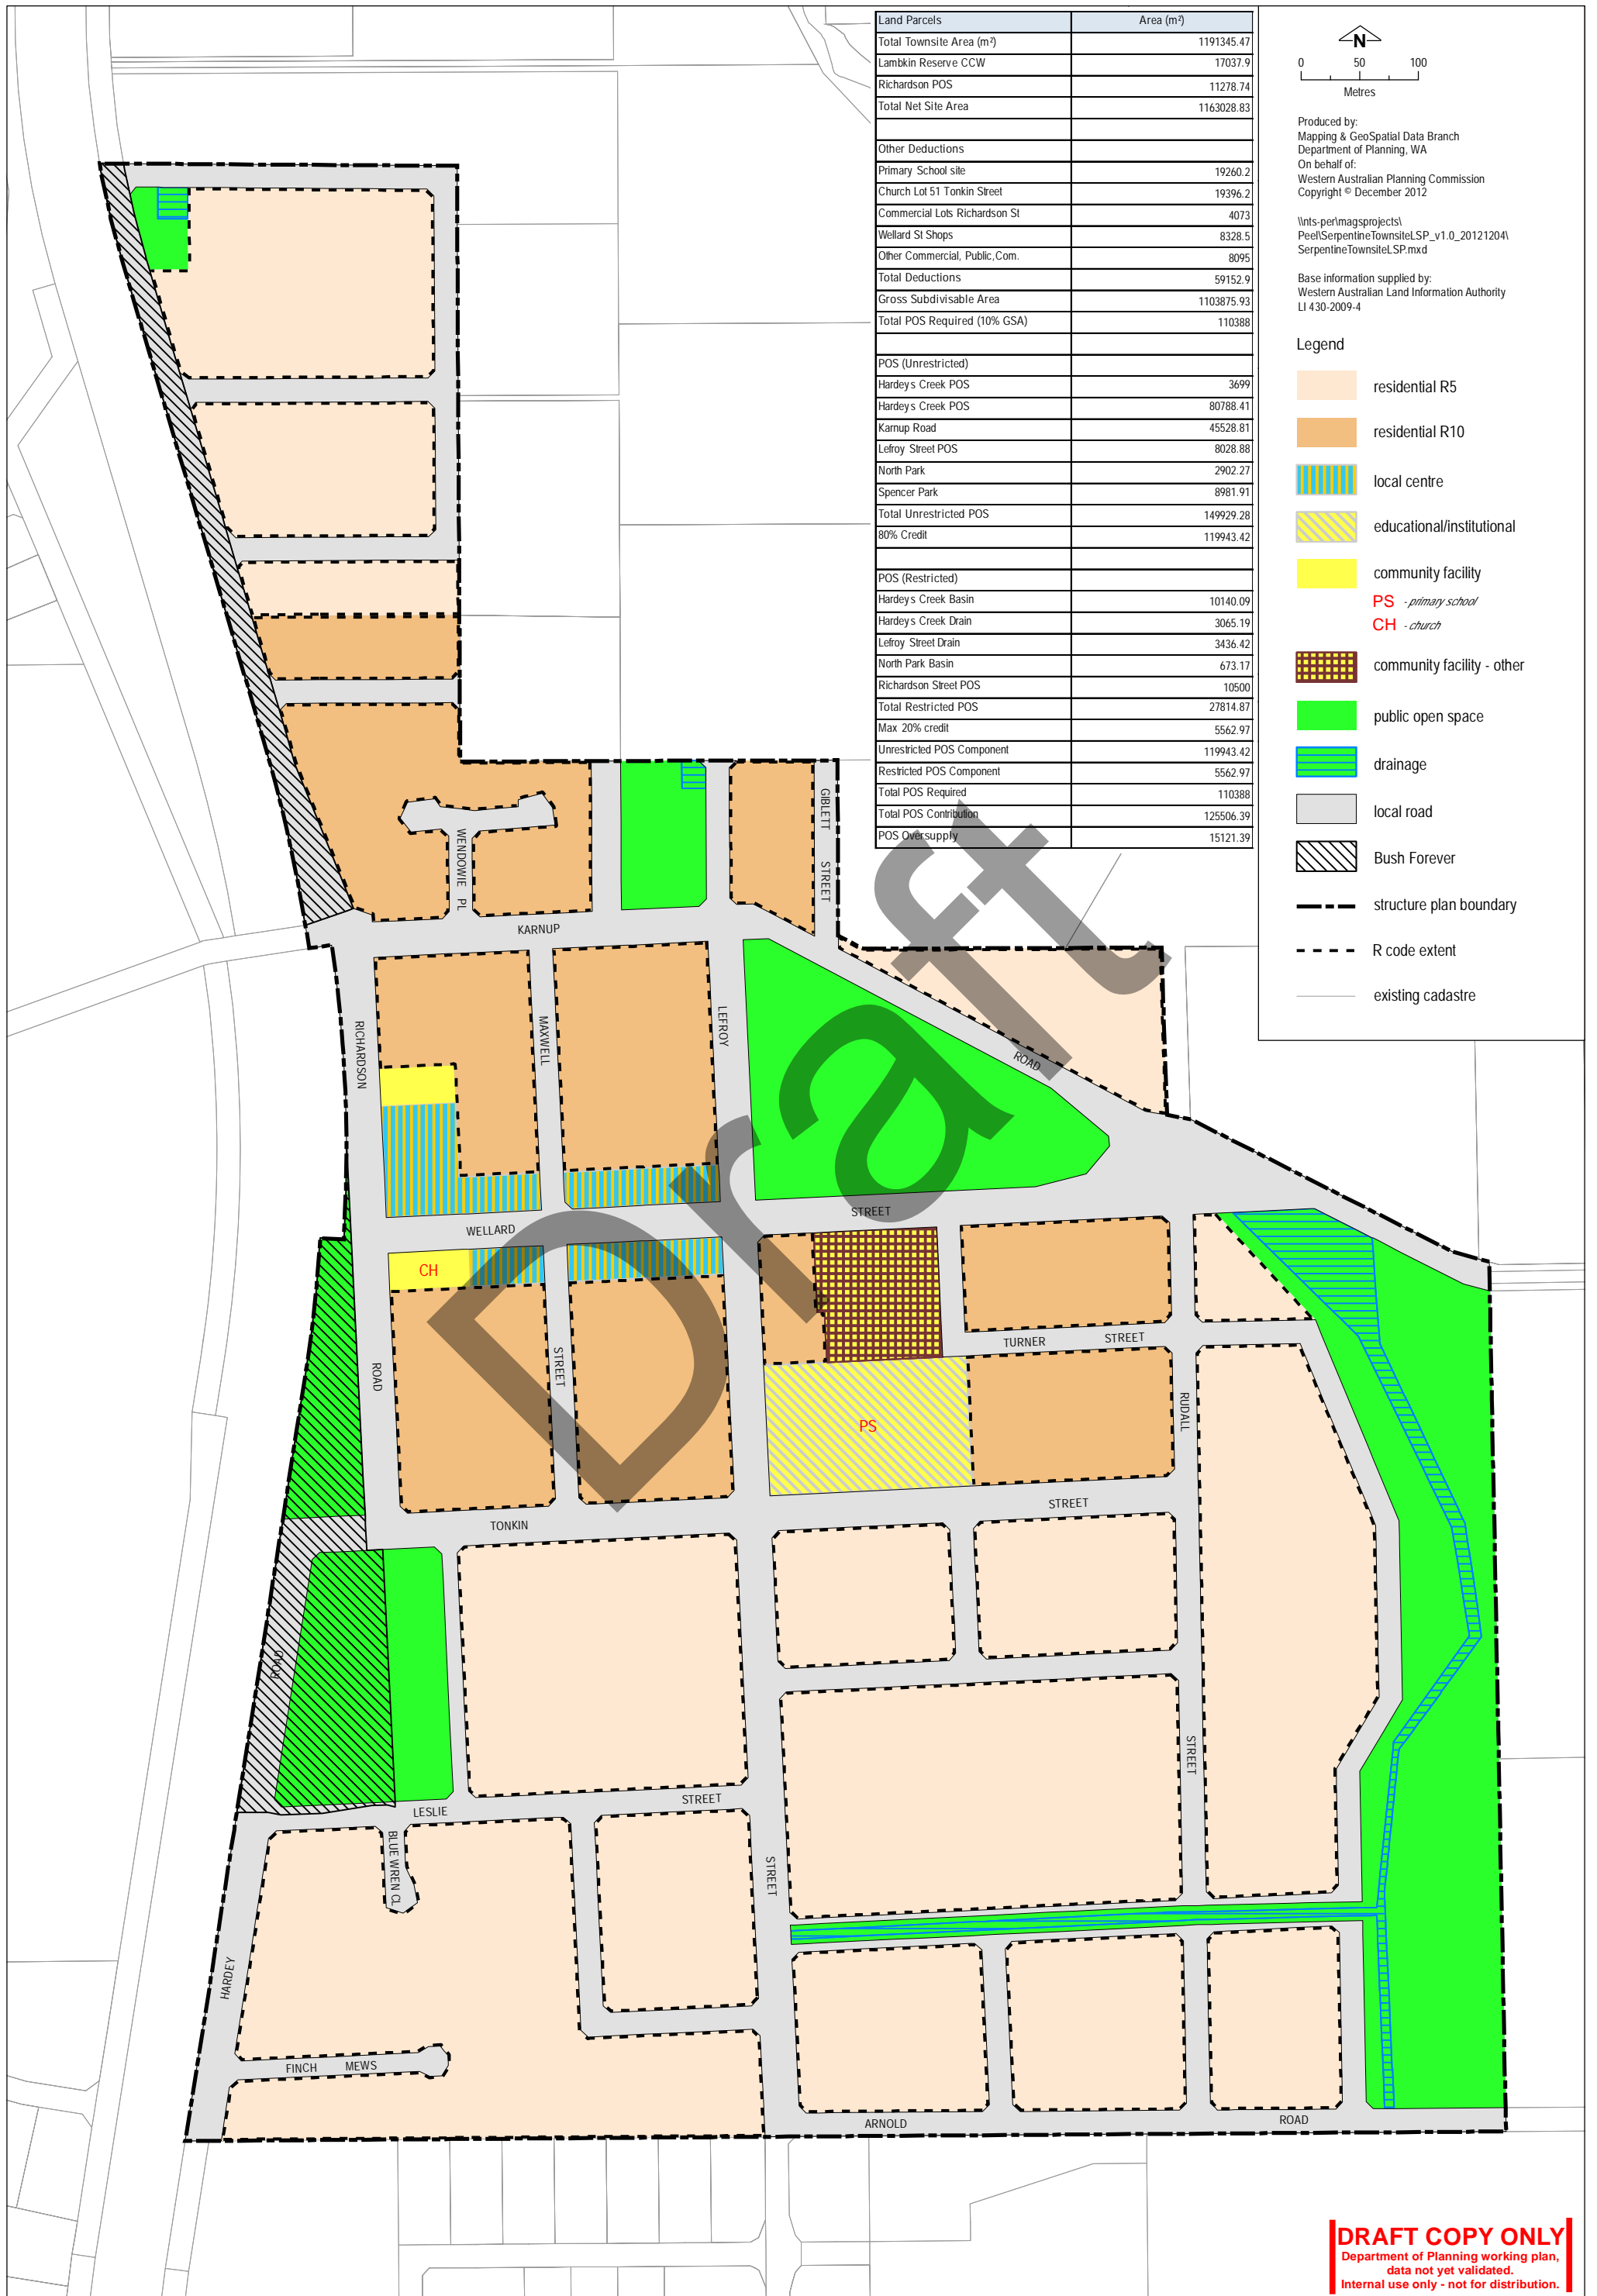 Land Parcels Area (m²)
Total Townsite Area (m²) 1191345.47
Lambkin Reserve CCW 17037.9
Richardson POS 11278.74
Total Net Site Area 1163028.83
Other Deductions
Primary School site 19260.2
Church Lot 51 Tonkin Street 19396.2
Commercial Lots Richardson St 4073
Wellard St Shops 8328.5
Other Commercial, Public,Com. 8095
Total Deductions 59152.9
Gross Subdivisable Area 1103875.93
Total POS Required (10% GSA) 110388
POS (Unrestricted)
Hardeys Creek POS 3699
Hardeys Creek POS 80788.41
Karnup Road 45528.81
Lefroy Street POS 8028.88
North Park 2902.27
Spencer Park 8981.91
Total Unrestricted POS 149929.28
80% Credit 119943.42
POS (Restricted)
Hardeys Creek Basin 10140.09
Hardeys Creek Drain 3065.19
Lefroy Street Drain 3436.42
North Park Basin 673.17
Richardson Street POS 10500
Total Restricted POS 27814.87
Max 20% credit 5562.97
Unrestricted POS Component 119943.42
Restricted POS Component 5562.97
Total POS Required 110388
Total POS Contribution 125506.39
POS Oversupply 15121.39
N
0 50 100
Metres
Produced by:
Mapping & GeoSpatial Data Branch
Department of Planning, WA
On behalf of:
Western Australian Planning Commission
Copyright © December 2012
\\nts-per\magsprojects\
Peel\SerpentineTownsiteLSP_v1.0_20121204\
SerpentineTownsiteLSP.mxd
Base information supplied by:
Western Australian Land Information Authority
LI 430-2009-4
Legend
residential R5
residential R10
local centre
educational/institutional
community facility
PS - primary school
CH - church
community facility - other
public open space
drainage
local road
Bush Forever
structure plan boundary
R code extent
existing cadastre
GIBLETT
STREET
WENDOWIE PL
KARNUP
ROAD
RICHARDSON
ROAD
MAXWELL
STREET
LEFROY
STREET
WELLARD
STREET
CH
TURNER
STREET
PS
RUDALL
STREET
TONKIN
STREET
ROAD
LESLIE
STREET
BLUE WREN CL
HARDEY
FINCH MEWS
ARNOLD
ROAD
Draft
DRAFT COPY ONLY
Department of Planning working plan,
data not yet validated.
Internal use only - not for distribution.